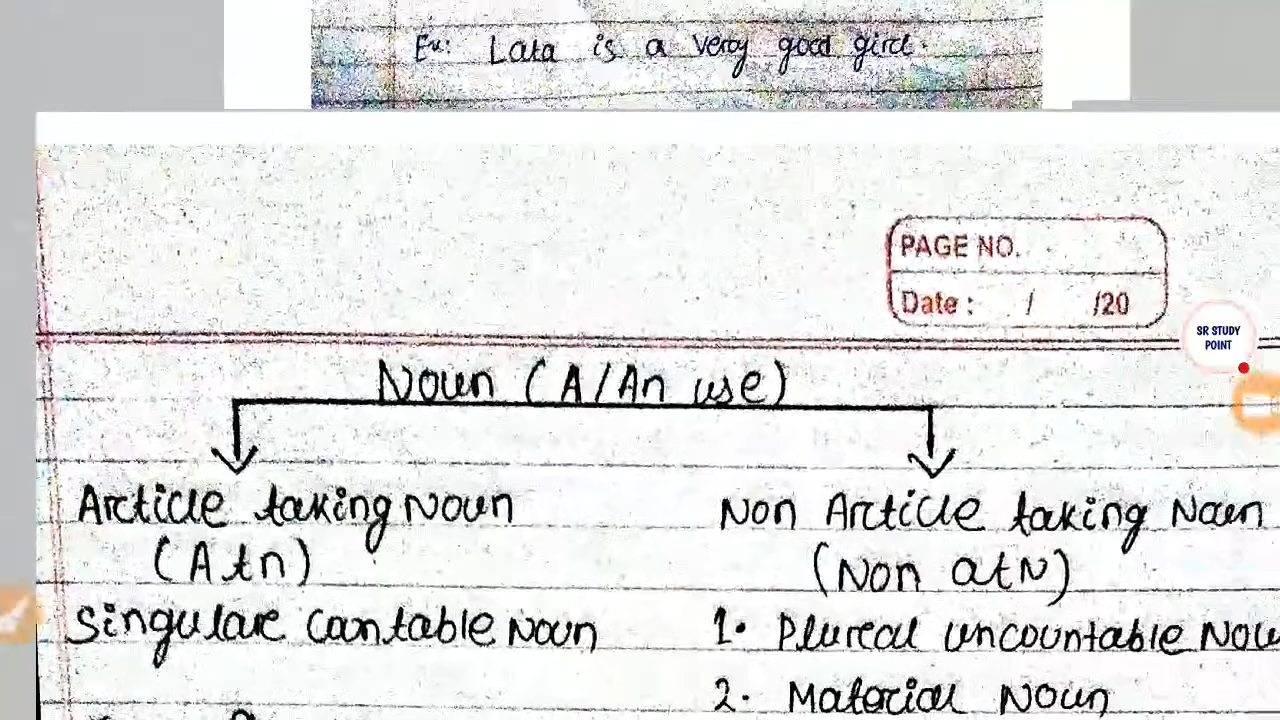 Ex: Lata is a very good girl.
PAGE NO.
Date : / /20
SR STUDY
POINT
Noun (A/An use)
Article taking Noun
Non Article taking Noun
(Atn)
(Non atN)
Singular countable Noun
1. Plureal uncountable Nou
2. Material Noun